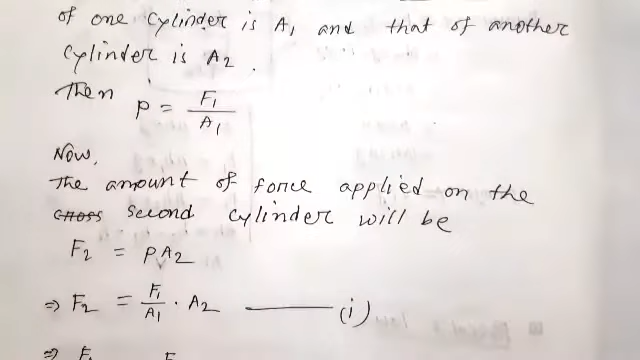 of one cylinder is A₁ and that of another
cylinder is A₂.
Then P = F₁/A₁
Now,
The amount of force applied on the
cross second cylinder will be
F₂ = PA₂
⇒ F₂ = F₁/A₁ · A₂ ——— (i)
⇒ F₁ F